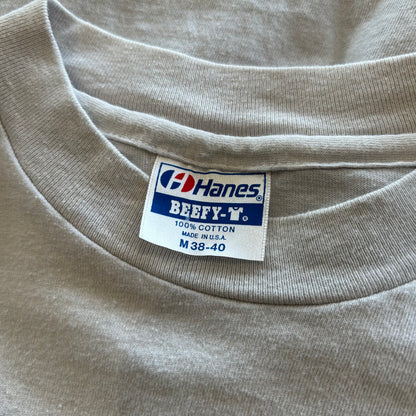 Hanes®
BEEFY-T®
100% COTTON
MADE IN U.S.A.
M 38-40